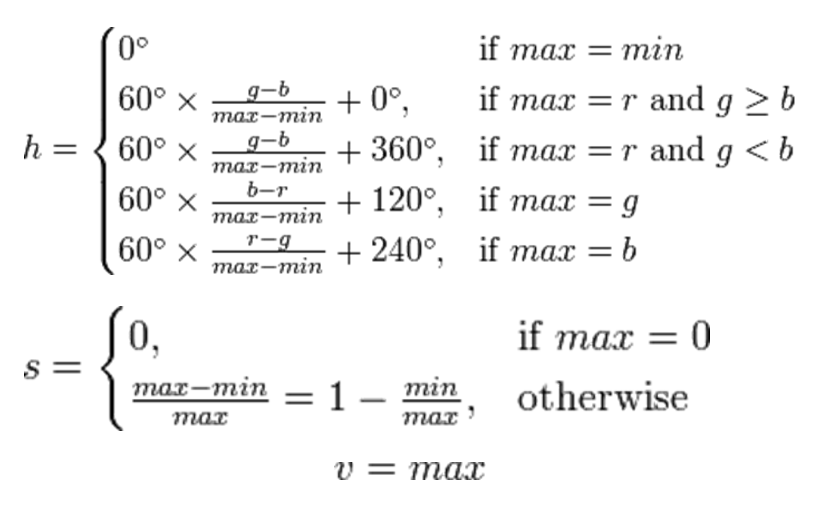 h = { 0°    if max = min
60° × (g−b)/(max−min) + 0°,    if max = r and g ≥ b
60° × (g−b)/(max−min) + 360°,    if max = r and g < b
60° × (b−r)/(max−min) + 120°,    if max = g
60° × (r−g)/(max−min) + 240°,    if max = b
s = { 0,    if max = 0
(max−min)/max = 1 − min/max,    otherwise
v = max